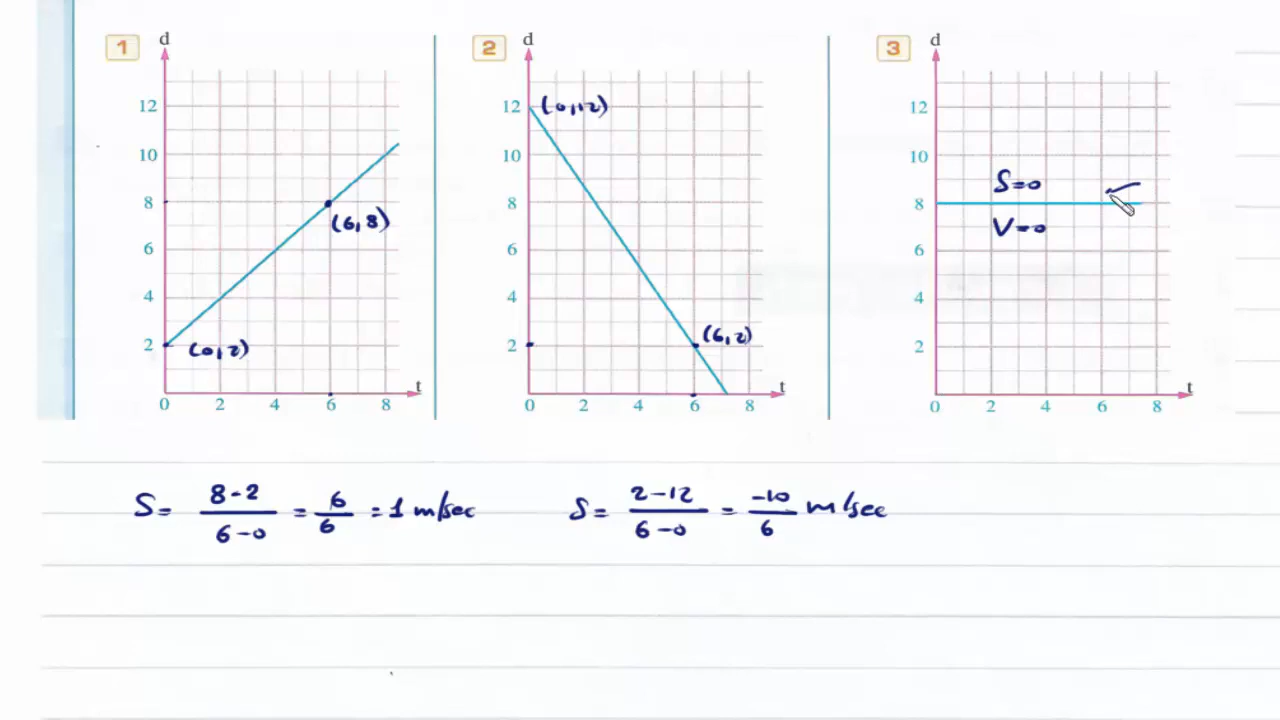 1
d
12
10
8
6
4
2
0 2 4 6 8
t
(6,8)
(0,2)
2
d
12
10
8
6
4
2
0 2 4 6 8
t
(0,12)
(6,2)
3
d
12
10
8
6
4
2
0 2 4 6 8
t
S=0
V=0
S= 8-2 / 6-0 = 6/6 = 1 m/sec
S= 2-12 / 6-0 = -10/6 m/sec